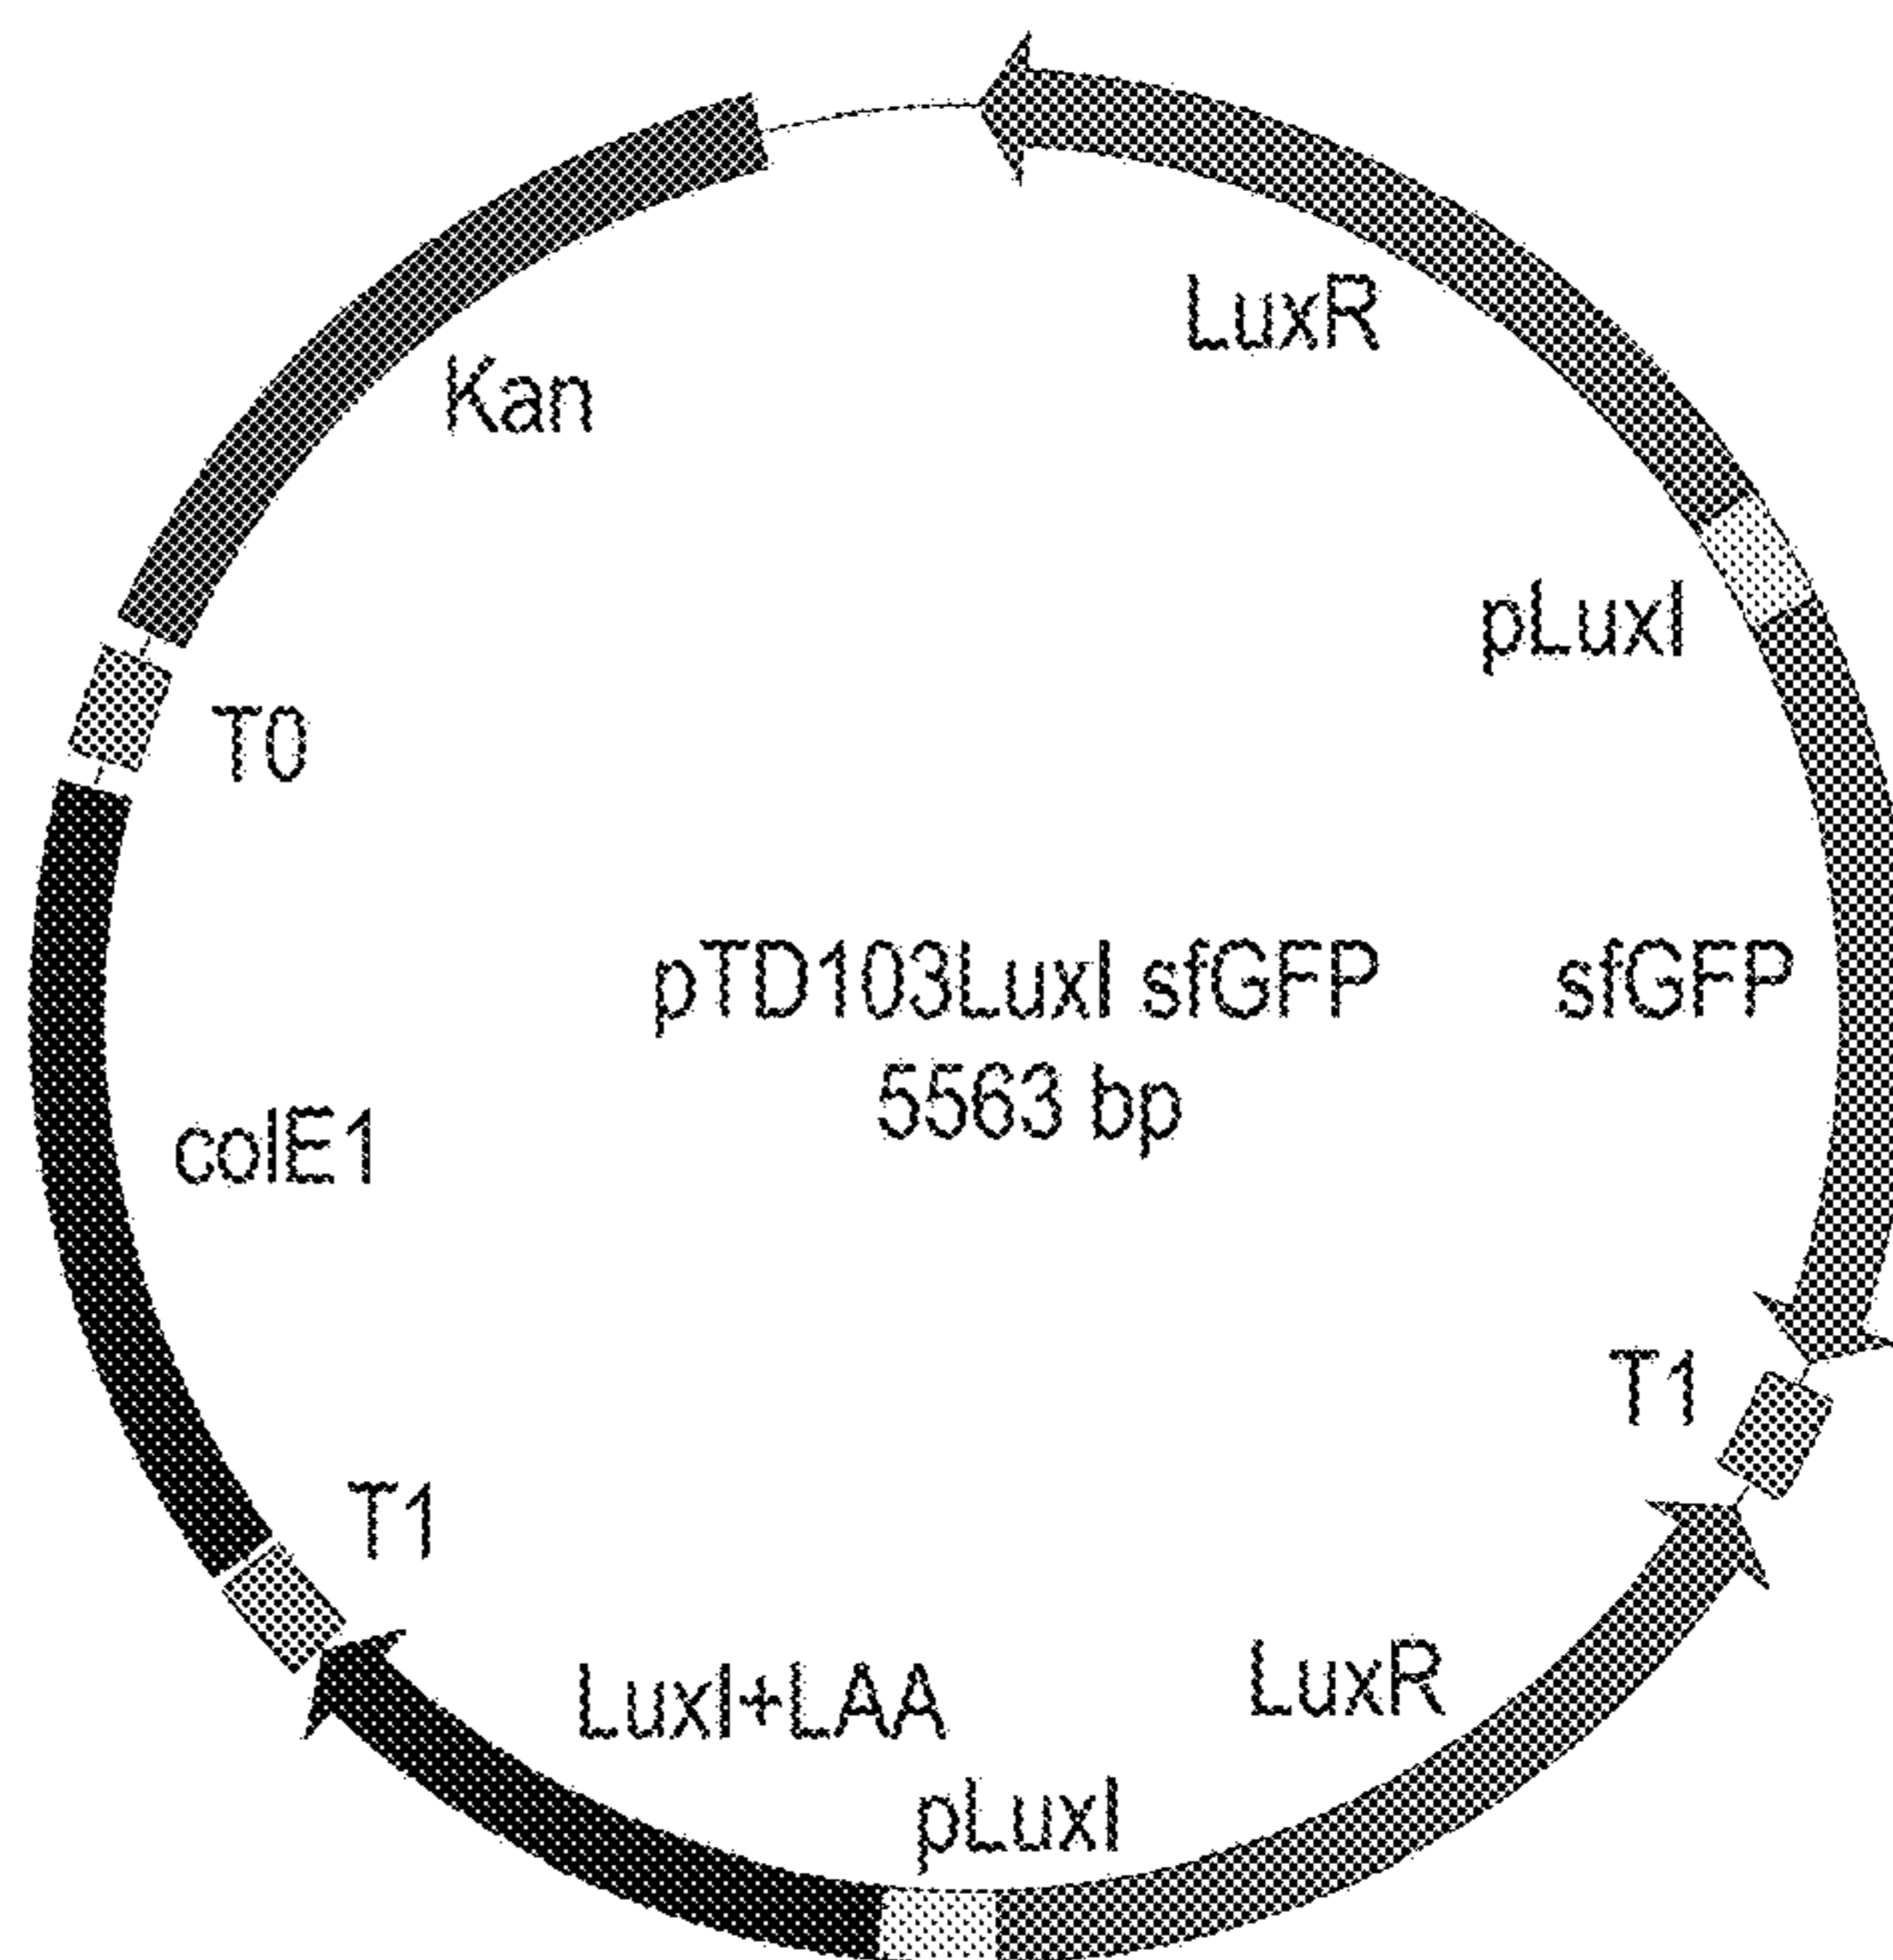 LuxR
Kan
pLuxI
T0
pTD103LuxI sfGFP
5563 bp
sfGFP
colE1
T1
T1
LuxI+LAA
LuxR
pLuxI